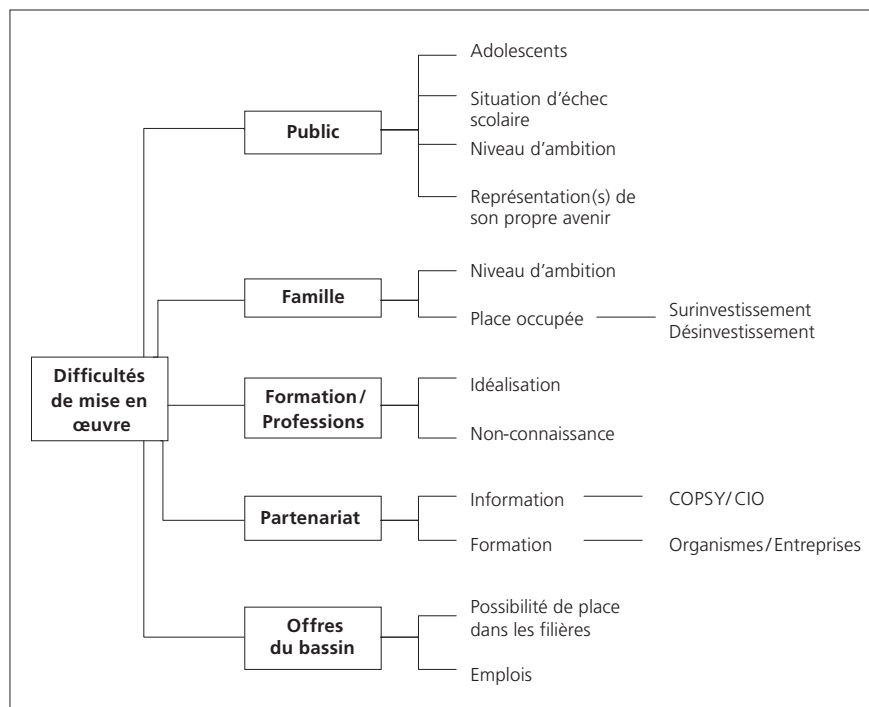 Difficultés
de mise en
œuvre
Public
Adolescents
Situation d'échec
scolaire
Niveau d'ambition
Représentation(s) de
son propre avenir
Famille
Niveau d'ambition
Place occupée
Surinvestissement
Désinvestissement
Formation/
Professions
Idéalisation
Non-connaissance
Partenariat
Information
COPSY/CIO
Formation
Organismes/Entreprises
Offres
du bassin
Possibilité de place
dans les filières
Emplois